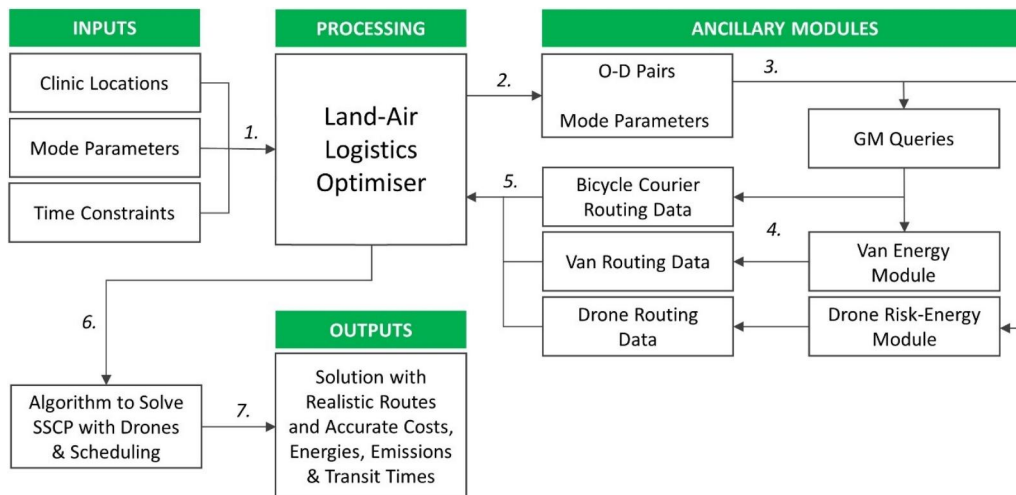 INPUTS
PROCESSING
ANCILLARY MODULES
Clinic Locations
Mode Parameters
Time Constraints
1.
Land-Air
Logistics
Optimiser
2.
O-D Pairs
Mode Parameters
3.
GM Queries
Bicycle Courier
Routing Data
4.
Van Energy
Module
Van Routing Data
Drone Risk-Energy
Module
Drone Routing
Data
5.
6.
Algorithm to Solve
SSCP with Drones
& Scheduling
7.
OUTPUTS
Solution with
Realistic Routes
and Accurate Costs,
Energies, Emissions
& Transit Times